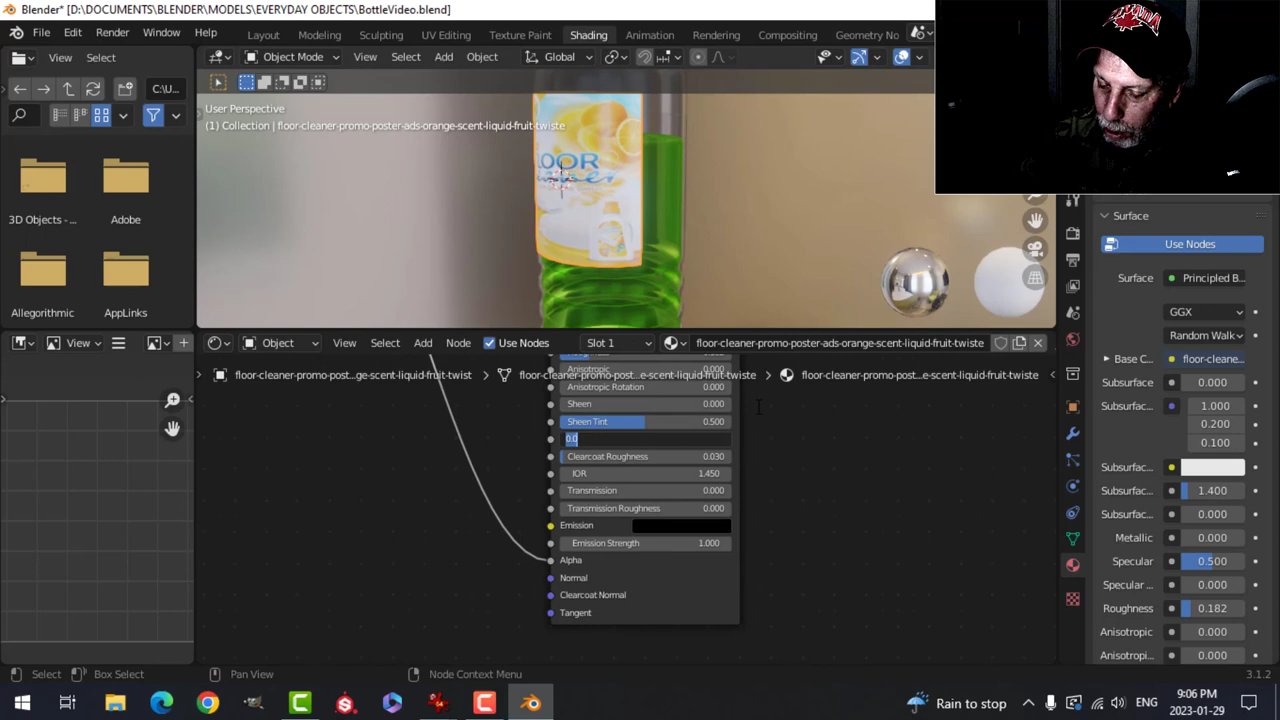 Blender* [D:\DOCUMENTS\BLENDER\MODELS\EVERYDAY OBJECTS\BottleVideo.blend]
File Edit Render Window Help Layout Modeling Sculpting UV Editing Texture Paint Shading Animation Rendering Compositing Geometry No
View Select Object Mode View Select Add Object Global
C:\U...
User Perspective
(1) Collection | floor-cleaner-promo-poster-ads-orange-scent-liquid-fruit-twiste
3D Objects - ... Adobe
Allegorithmic AppLinks
Surface
Use Nodes
Surface Principled B...
GGX
Random Walk
Base C... floor-cleane...
Subsurface 0.000
Subsurfac... 1.000
0.200
0.100
Subsurfac...
Subsurfac... 1.400
Subsurfac... 0.000
Metallic 0.000
Specular 0.500
Specular ... 0.000
Roughness 0.182
Anisotropic 0.000
Anisotropi... 0.000
View Object View Select Add Node Use Nodes Slot 1 floor-cleaner-promo-poster-ads-orange-scent-liquid-fruit-twiste
floor-cleaner-promo-post...ge-scent-liquid-fruit-twist floor-cleaner-promo-post...e-scent-liquid-fruit-twiste floor-cleaner-promo-post...e-scent-liquid-fruit-twiste
Anisotropic 0.000
Anisotropic Rotation 0.000
Sheen 0.000
Sheen Tint 0.500
0.0
Clearcoat Roughness 0.030
IOR 1.450
Transmission 0.000
Transmission Roughness 0.000
Emission
Emission Strength 1.000
Alpha
Normal
Clearcoat Normal
Tangent
Select Box Select Pan View Node Context Menu 3.1.2
Rain to stop ENG 9:06 PM
2023-01-29